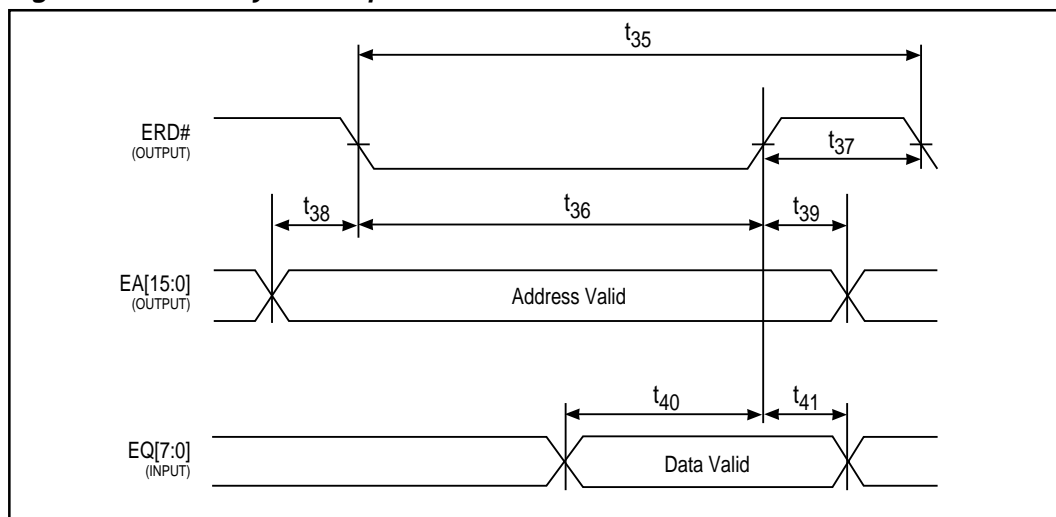 t35
ERD#
(OUTPUT)
t37
t38
t36
t39
EA[15:0]
(OUTPUT)
Address Valid
t40
t41
EQ[7:0]
(INPUT)
Data Valid